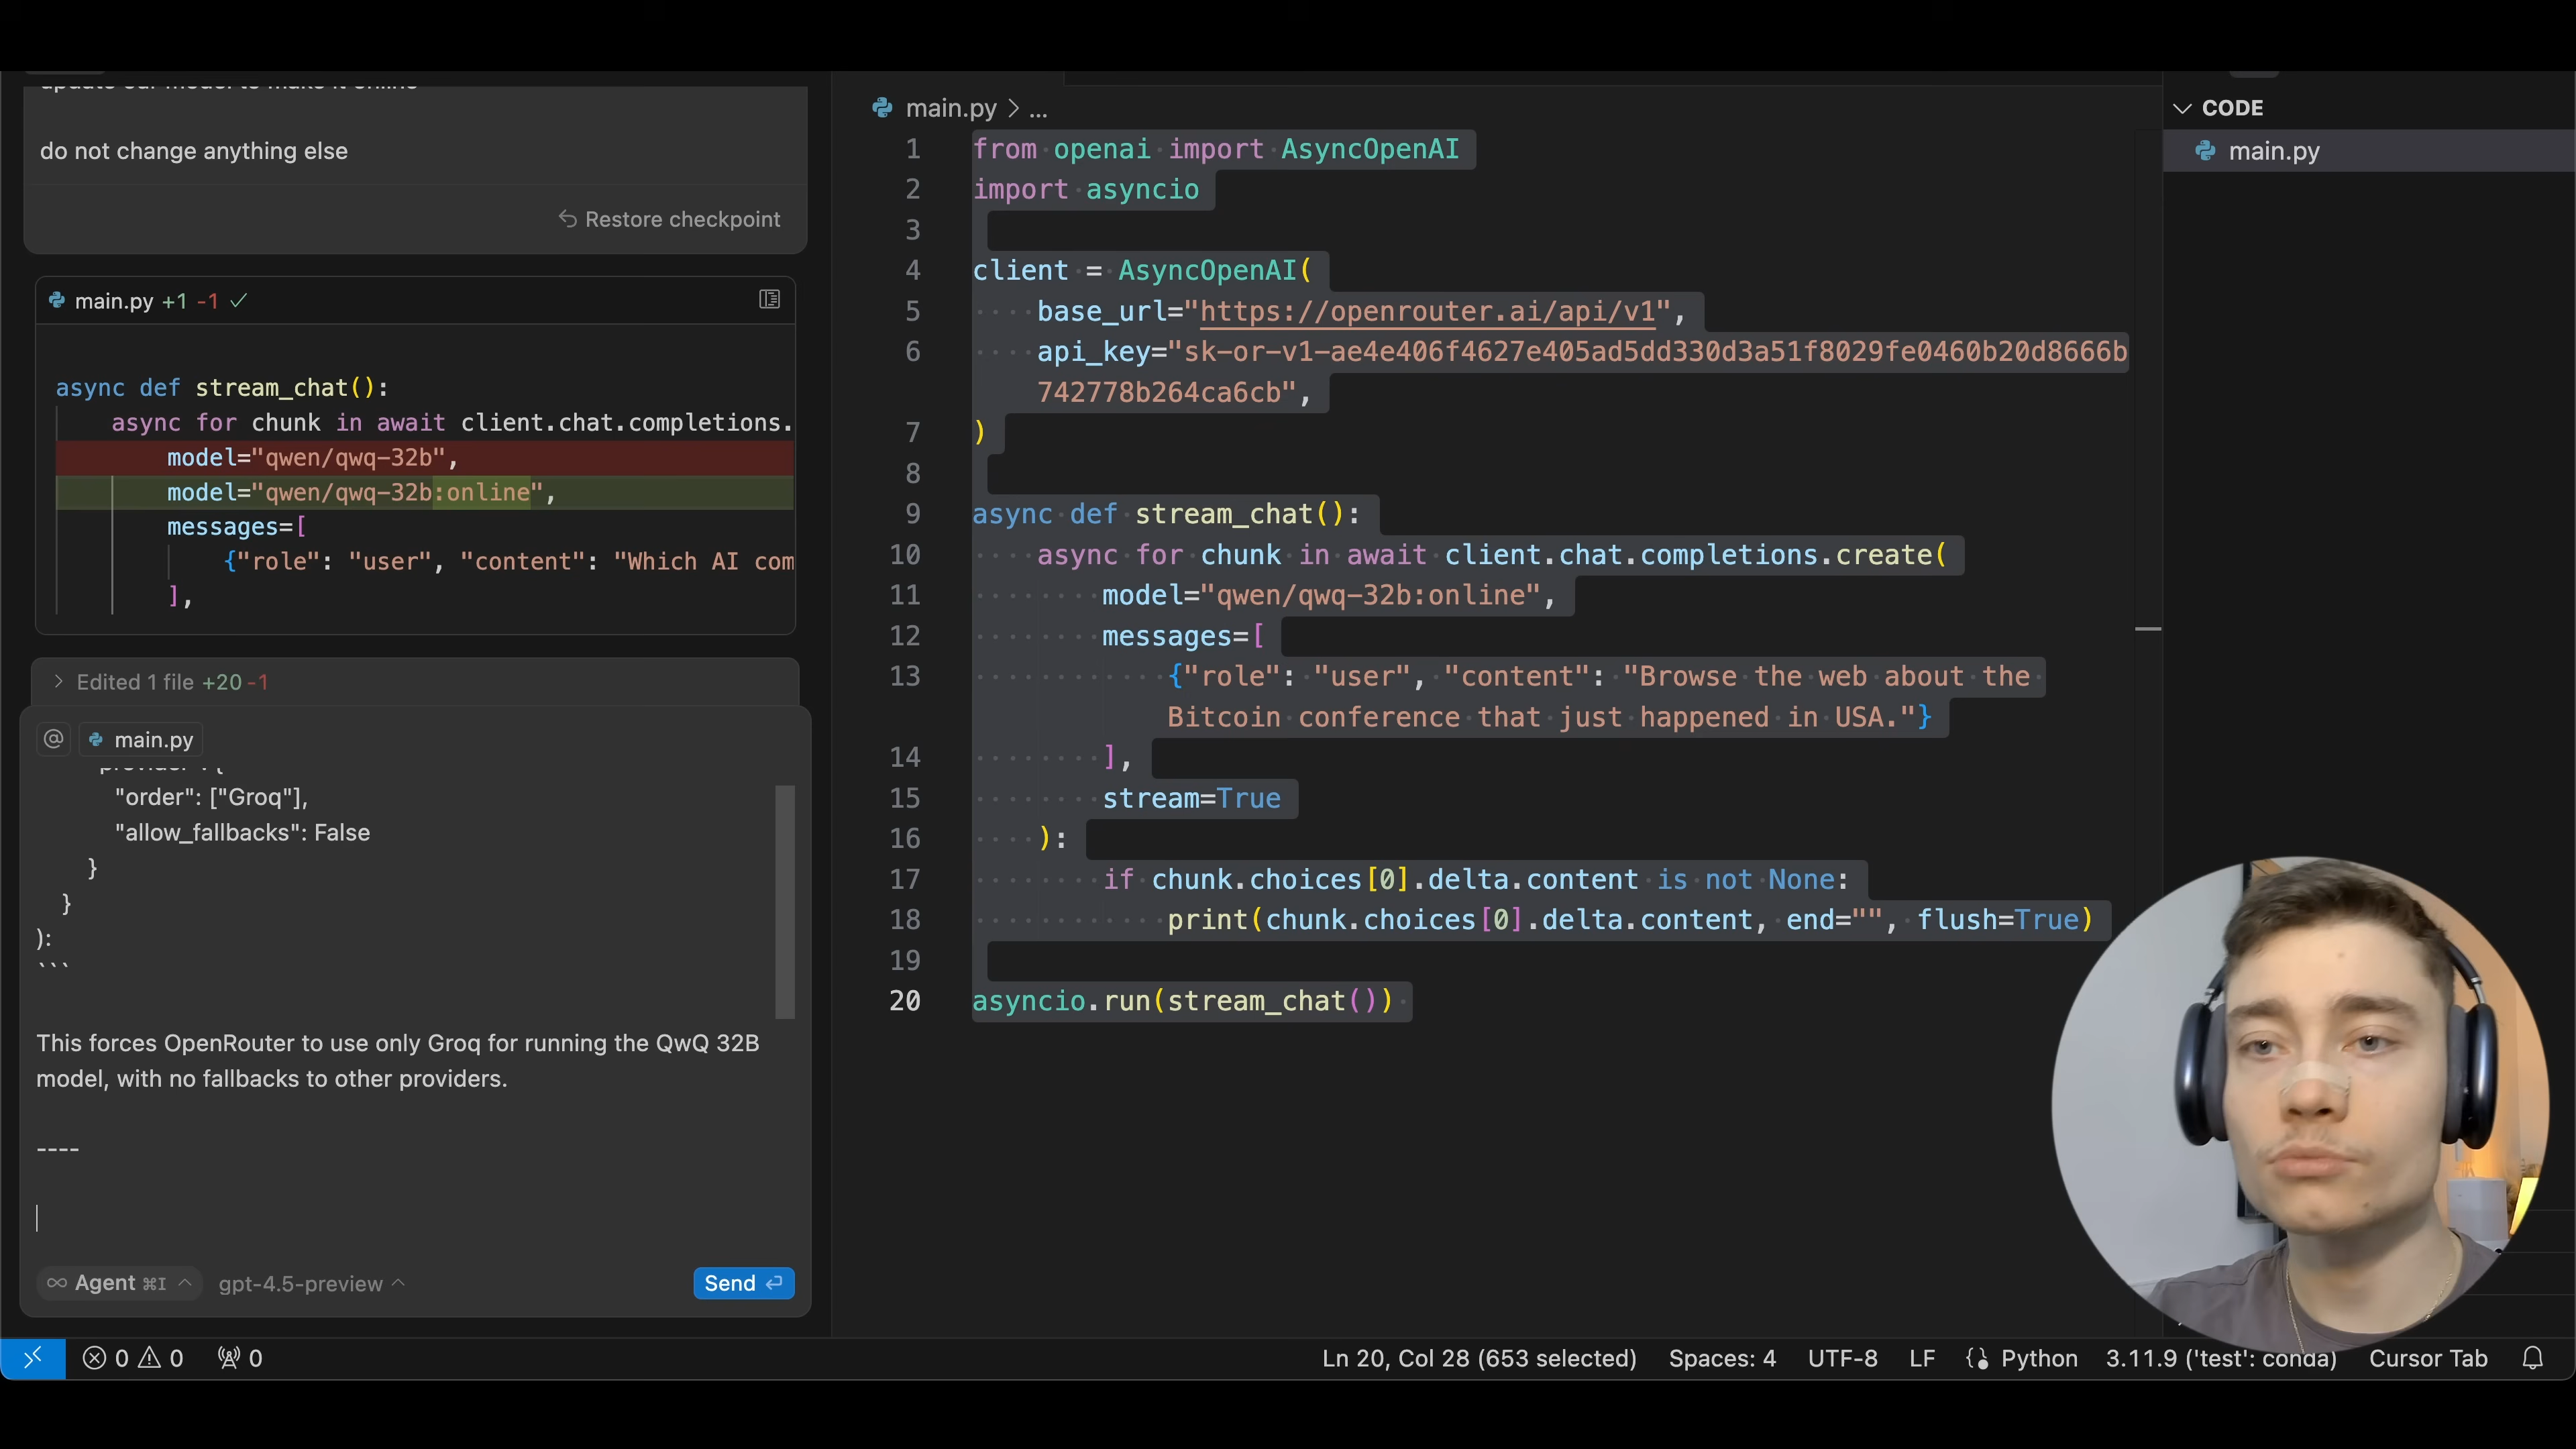 update our model to make it online
do not change anything else
Restore checkpoint
main.py +1 -1
async def stream_chat():
async for chunk in await client.chat.completions.
model="qwen/qwq-32b",
model="qwen/qwq-32b:online",
messages=[
{"role": "user", "content": "Which AI com
],
Edited 1 file +20 -1
@ main.py
"order": ["Groq"],
"allow_fallbacks": False
}
}
):
```
This forces OpenRouter to use only Groq for running the QwQ 32B
model, with no fallbacks to other providers.
----
Agent ⌘I gpt-4.5-preview Send
main.py > ...
1 from openai import AsyncOpenAI
2 import asyncio
3
4 client = AsyncOpenAI(
5 base_url="https://openrouter.ai/api/v1",
6 api_key="sk-or-v1-ae4e406f4627e405ad5dd330d3a51f8029fe0460b20d8666b
742778b264ca6cb",
7 )
8
9 async def stream_chat():
10 async for chunk in await client.chat.completions.create(
11 model="qwen/qwq-32b:online",
12 messages=[
13 {"role": "user", "content": "Browse the web about the
Bitcoin conference that just happened in USA."}
14 ],
15 stream=True
16 ):
17 if chunk.choices[0].delta.content is not None:
18 print(chunk.choices[0].delta.content, end="", flush=True)
19
20 asyncio.run(stream_chat())
CODE
main.py
0 0 0
Ln 20, Col 28 (653 selected) Spaces: 4 UTF-8 LF Python 3.11.9 ('test': conda) Cursor Tab